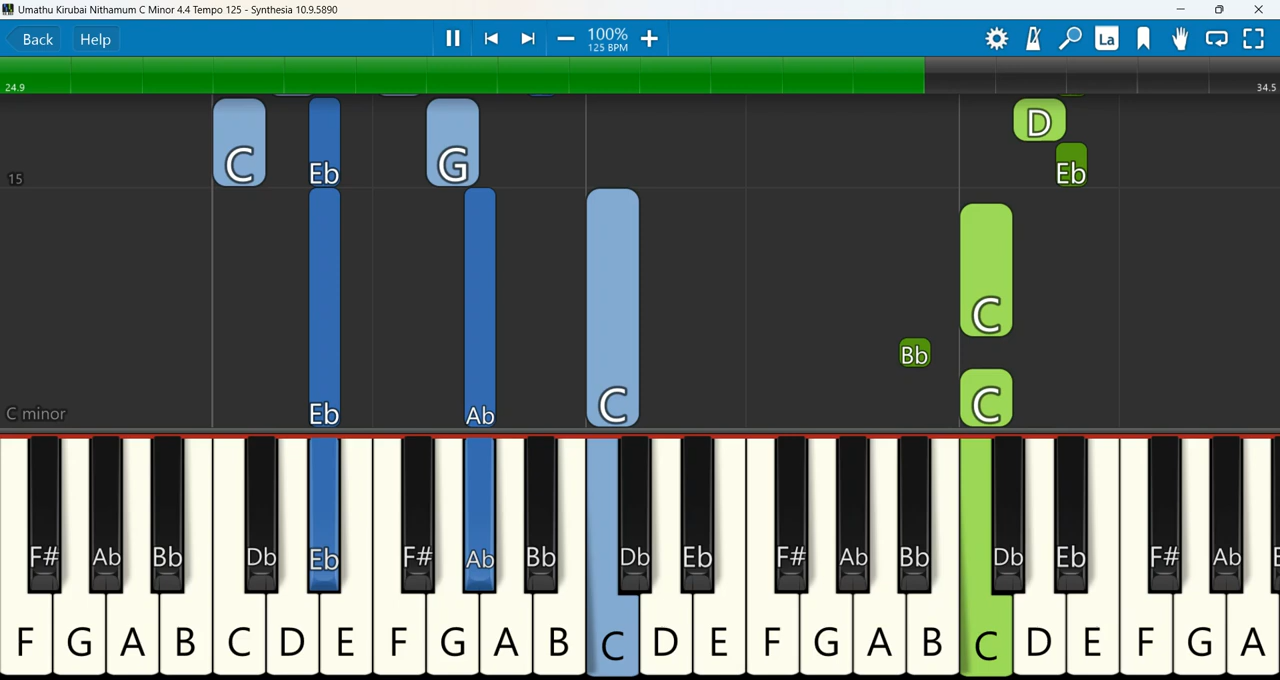 Umathu Kirubai Nithamum C Minor 4.4 Tempo 125 - Synthesia 10.9.5890
Back Help 100% La
125 BPM
24.9 34.5
D
C Eb G Eb
15
C
Bb
Eb Ab C C
C minor
F# Ab Bb Db Eb F# Ab Bb Db Eb F# Ab Bb Db Eb F# Ab
F G A B C D E F G A B C D E F G A B C D E F G A